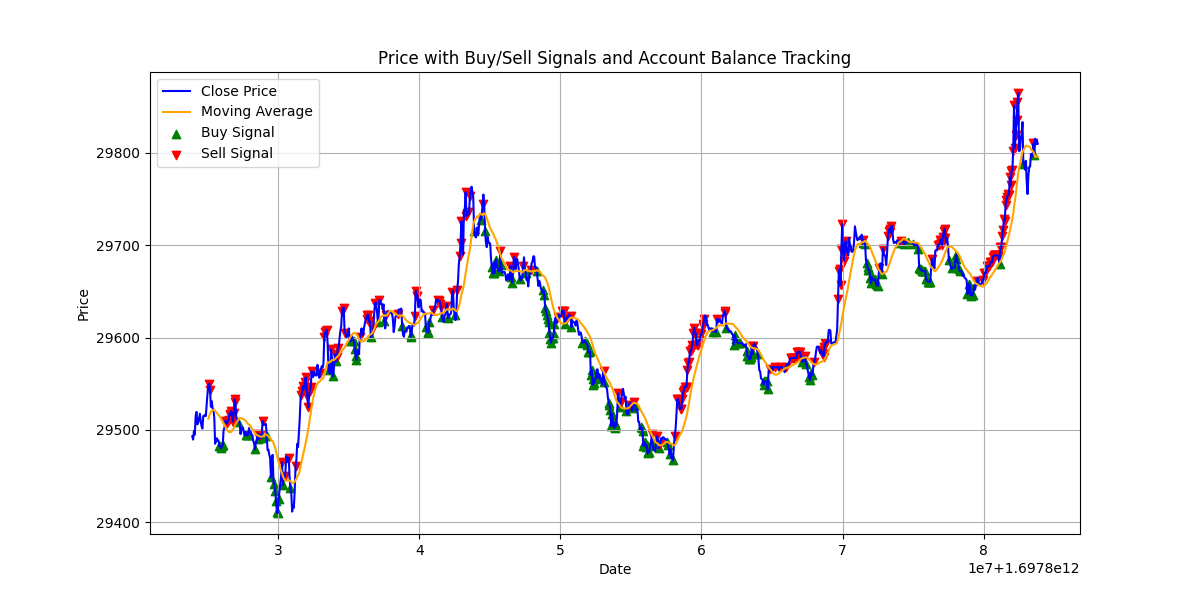 Price with Buy/Sell Signals and Account Balance Tracking
Close Price
Moving Average
Buy Signal
Sell Signal
29800
29700
29600
29500
29400
Price
3 4 5 6 7 8
Date
1e7+1.6978e12